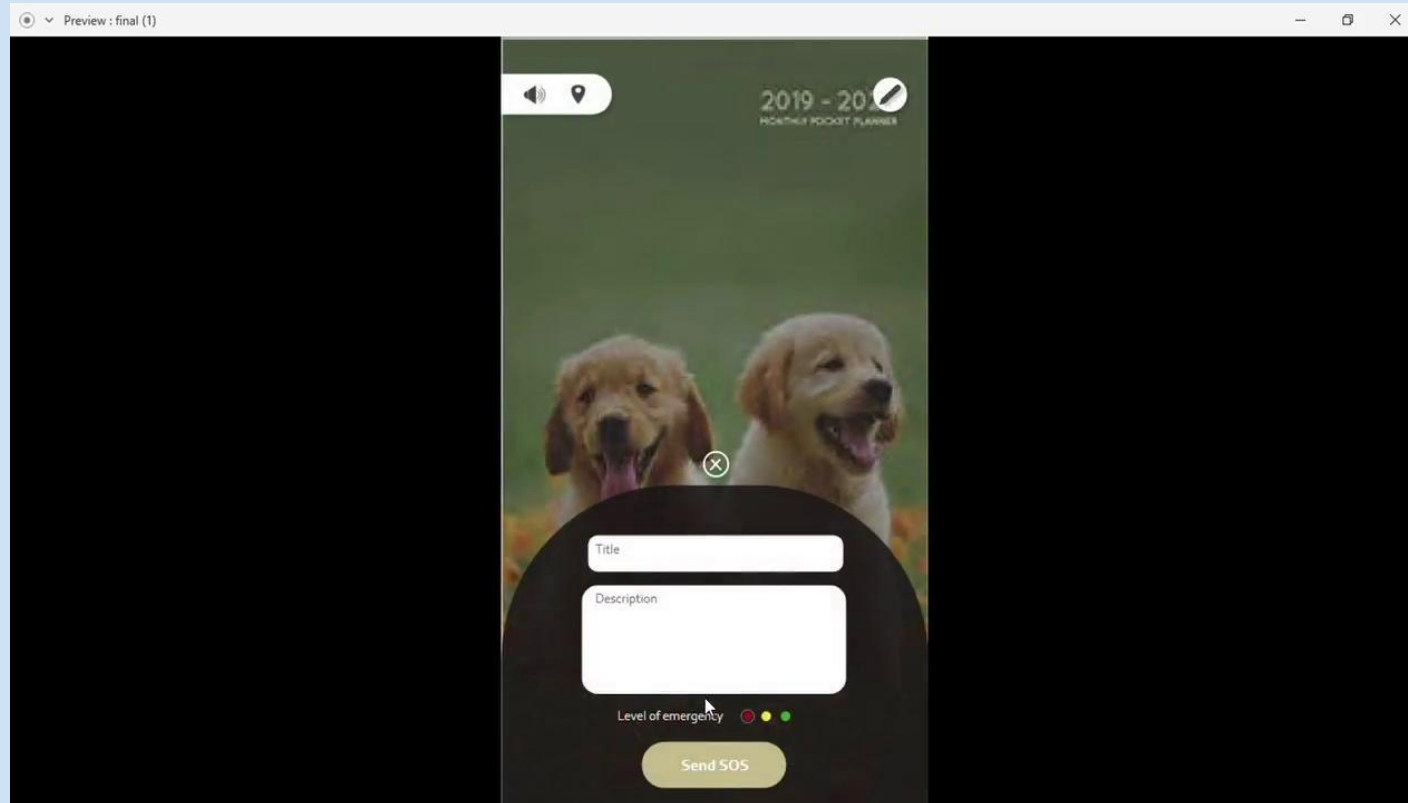 Preview : final (1)
2019 - 202
MONTHLY POCKET PLANNER
Title
Description
Level of emergency
Send SOS